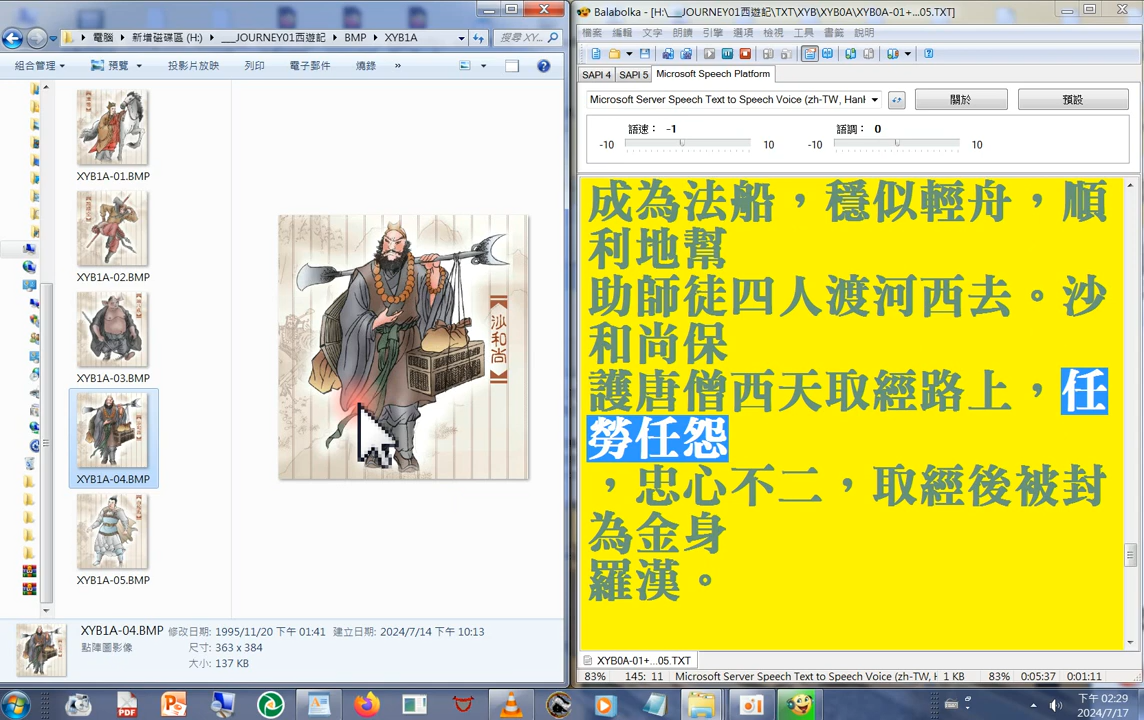 電腦 ▸ 新增磁碟區 (H:) ▸ ___JOURNEY01西遊記 ▸ BMP ▸ XYB1A
搜尋 XY...
組合管理 預覽 投影片放映 列印 電子郵件 燒錄 »
XYB1A-01.BMP
XYB1A-02.BMP
XYB1A-03.BMP
XYB1A-04.BMP
XYB1A-05.BMP
沙和尚
XYB1A-04.BMP 修改日期: 1995/11/20 下午 01:41 建立日期: 2024/7/14 下午 10:13
點陣圖影像 尺寸: 363 x 384
大小: 137 KB
Balabolka - [H:\___JOURNEY01西遊記\TXT\XYB\XYB0A\XYB0A-01+...05.TXT]
檔案 編輯 文字 朗讀 引擎 選項 檢視 工具 書籤 說明
SAPI 4 SAPI 5 Microsoft Speech Platform
Microsoft Server Speech Text to Speech Voice (zh-TW, HanH
關於 預設
語速： -1 語調： 0
-10 10 -10 10
成為法船，穩似輕舟，順
利地幫
助師徒四人渡河西去。沙
和尚保
護唐僧西天取經路上，任
勞任怨
，忠心不二，取經後被封
為金身
羅漢。
XYB0A-01+...05.TXT
83% 145: 11 Microsoft Server Speech Text to Speech Voice (zh-TW, H 1 KB 83% 0:05:37 0:01:11
PDF
下午 02:29
2024/7/17